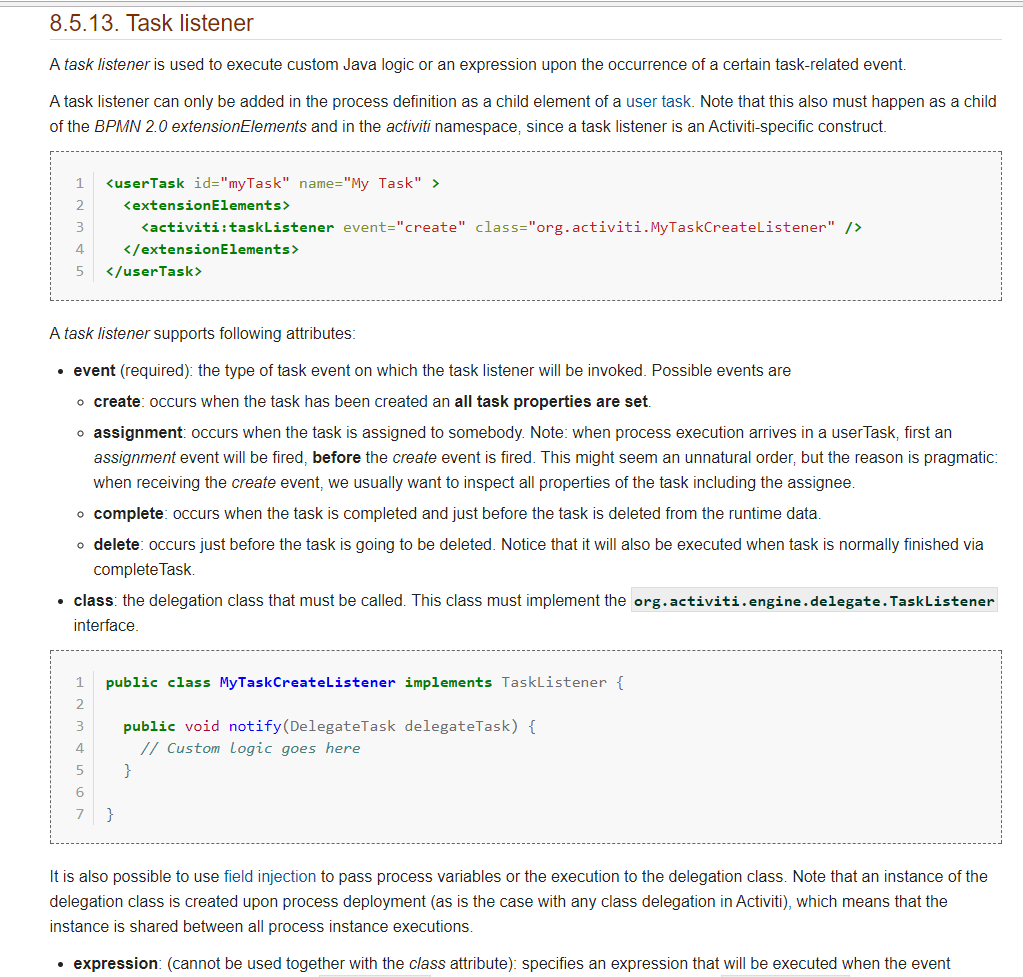 8.5.13. Task listener
A task listener is used to execute custom Java logic or an expression upon the occurrence of a certain task-related event.
A task listener can only be added in the process definition as a child element of a user task. Note that this also must happen as a child
of the BPMN 2.0 extensionElements and in the activiti namespace, since a task listener is an Activiti-specific construct.
1 <userTask id="myTask" name="My Task" >
2 <extensionElements>
3 <activiti:taskListener event="create" class="org.activiti.MyTaskCreateListener" />
4 </extensionElements>
5 </userTask>
A task listener supports following attributes:
• event (required): the type of task event on which the task listener will be invoked. Possible events are
◦ create: occurs when the task has been created an all task properties are set.
◦ assignment: occurs when the task is assigned to somebody. Note: when process execution arrives in a userTask, first an
assignment event will be fired, before the create event is fired. This might seem an unnatural order, but the reason is pragmatic:
when receiving the create event, we usually want to inspect all properties of the task including the assignee.
◦ complete: occurs when the task is completed and just before the task is deleted from the runtime data.
◦ delete: occurs just before the task is going to be deleted. Notice that it will also be executed when task is normally finished via
completeTask.
• class: the delegation class that must be called. This class must implement the org.activiti.engine.delegate.TaskListener
interface.
1 public class MyTaskCreateListener implements TaskListener {
2
3 public void notify(DelegateTask delegateTask) {
4 // Custom logic goes here
5 }
6
7 }
It is also possible to use field injection to pass process variables or the execution to the delegation class. Note that an instance of the
delegation class is created upon process deployment (as is the case with any class delegation in Activiti), which means that the
instance is shared between all process instance executions.
• expression: (cannot be used together with the class attribute): specifies an expression that will be executed when the event